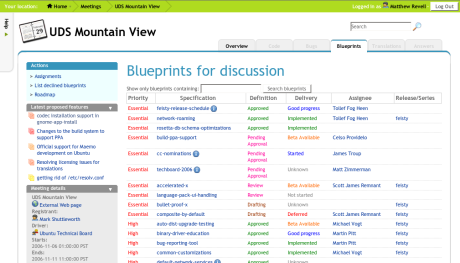 Your location: Home › Meetings › UDS Mountain View
Logged in as Matthew Revell Log Out
Help
29
UDS Mountain View
Search
Overview Code Bugs Blueprints Translations Answers
Actions
» Assignments
» List declined blueprints
» Roadmap
Latest proposed features
codec installation support in gnome-app-install
Changes to the build system to support PPA
Official support for Maemo development on Ubuntu
Resolving licensing issues for translations
getting rid of /etc/resolv.conf
Meeting details
UDS Mountain View
External Web page
Registrant:
Mark Shuttleworth
Driver:
Ubuntu Technical Board
Starts:
2006-11-06 01:00:00 PST
Ends:
2006-11-11 11:00:00 PST
Blueprints for discussion
Show only blueprints containing: Search blueprints
Priority Specification Definition Delivery Assignee Release/Series
Essential feisty-release-schedule Approved Good progress Tollef Fog Heen
Essential network-roaming Approved Implemented Tollef Fog Heen feisty
Essential rosetta-db-schema-optimizations Approved Implemented
Essential build-ppa-support Pending Approval Beta Available Celso Providelo
Essential cc-nominations Pending Approval Started James Troup
Essential techboard-2006 Pending Approval Unknown Matt Zimmerman
Essential accelerated-x Review Beta Available Scott James Remnant feisty
Essential language-pack-ui-handling Review Not started
Essential bullet-proof-x Drafting Unknown feisty
Essential composite-by-default Drafting Deferred Scott James Remnant feisty
High auto-dist-upgrade-testing Approved Beta Available Michael Vogt feisty
High binary-driver-education Approved Good progress Martin Pitt feisty
High bug-reporting-tool Approved Implemented Martin Pitt feisty
High common-customizations Approved Implemented Michael Vogt feisty
High default-network-services Approved Implemented feisty